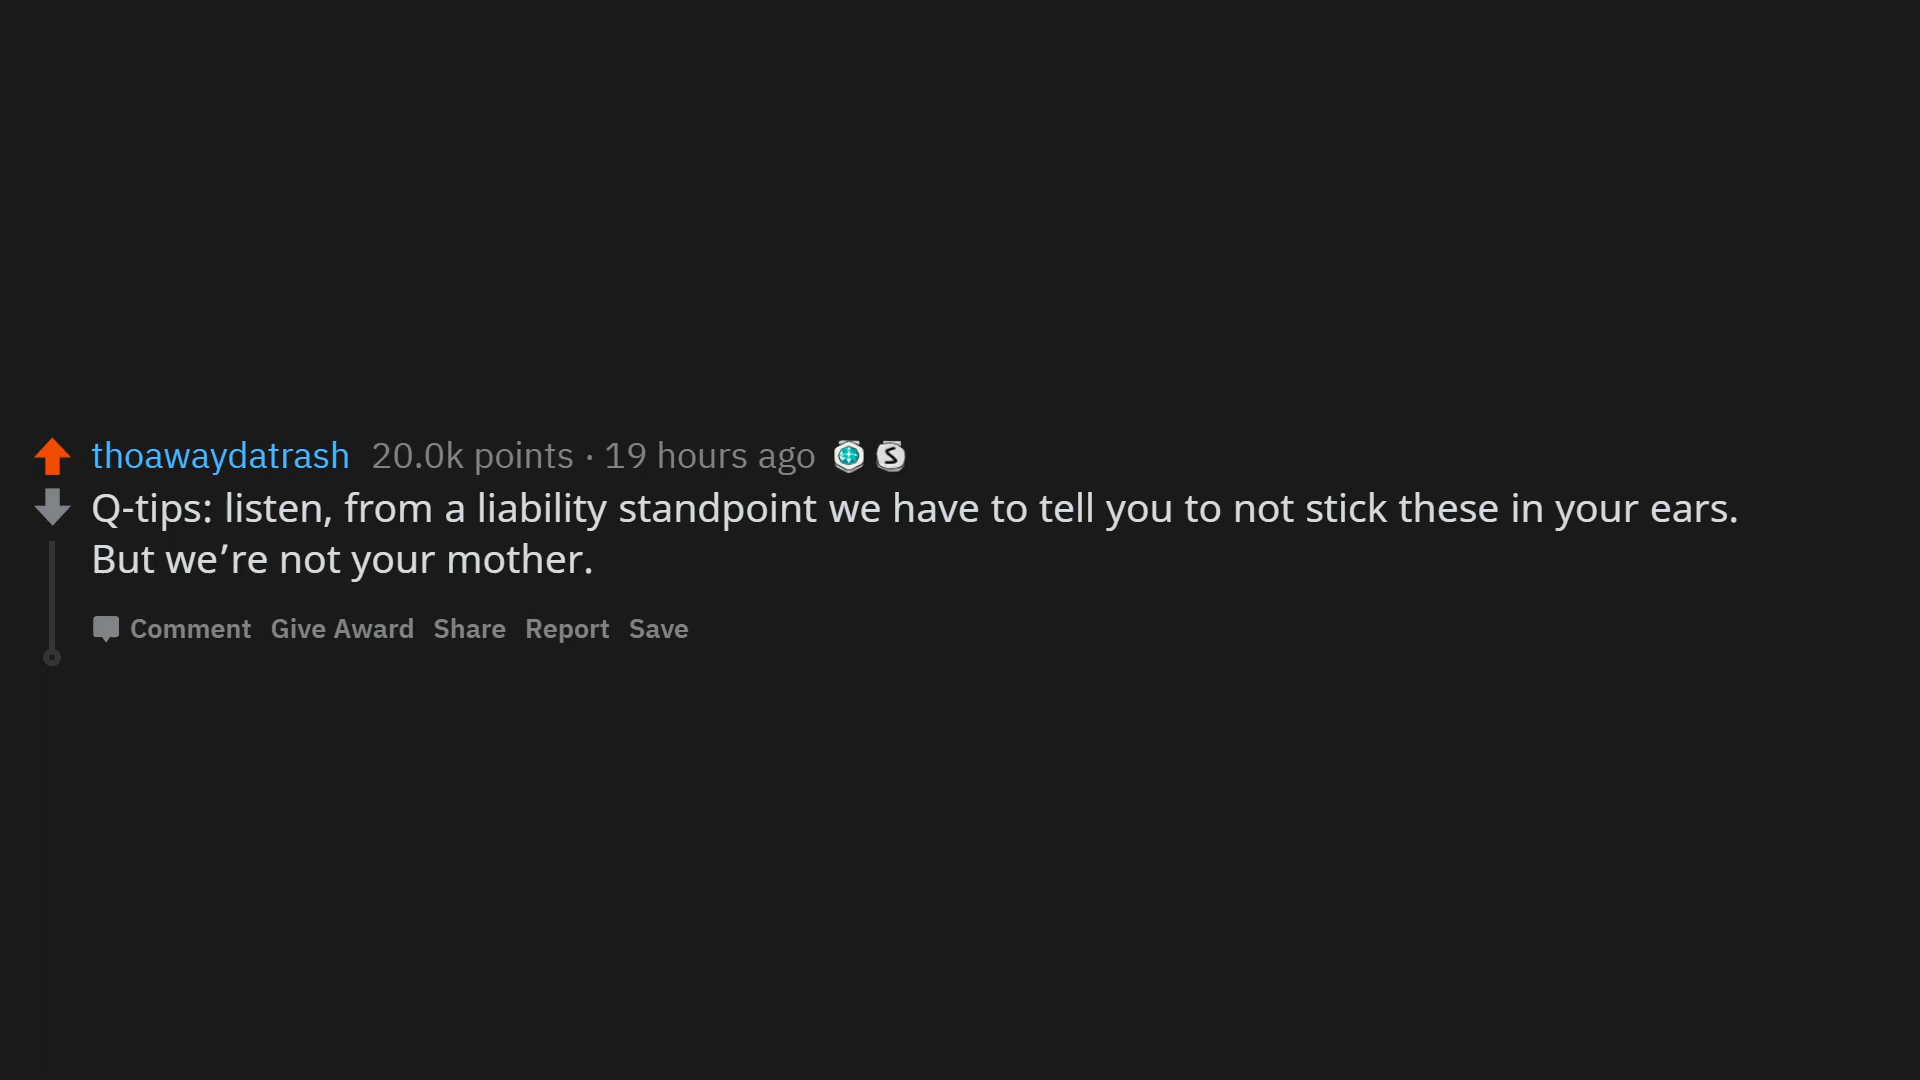 thoawaydatrash 20.0k points · 19 hours ago
Q-tips: listen, from a liability standpoint we have to tell you to not stick these in your ears.
But we’re not your mother.
Comment Give Award Share Report Save